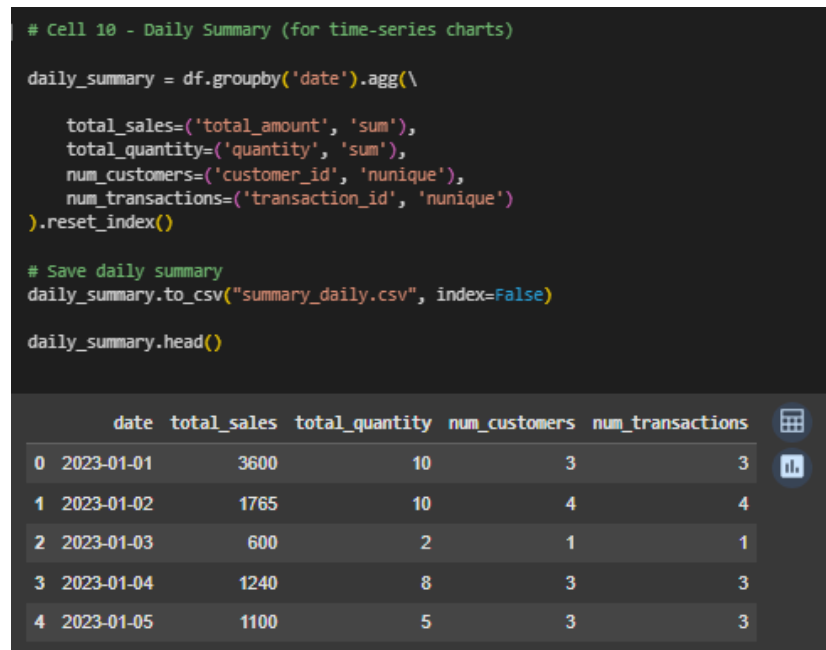 # Cell 10 - Daily Summary (for time-series charts)
daily_summary = df.groupby('date').agg(\
total_sales=('total_amount', 'sum'),
total_quantity=('quantity', 'sum'),
num_customers=('customer_id', 'nunique'),
num_transactions=('transaction_id', 'nunique')
).reset_index()
# Save daily summary
daily_summary.to_csv("summary_daily.csv", index=False)
daily_summary.head()
date total_sales total_quantity num_customers num_transactions
0 2023-01-01 3600 10 3 3
1 2023-01-02 1765 10 4 4
2 2023-01-03 600 2 1 1
3 2023-01-04 1240 8 3 3
4 2023-01-05 1100 5 3 3